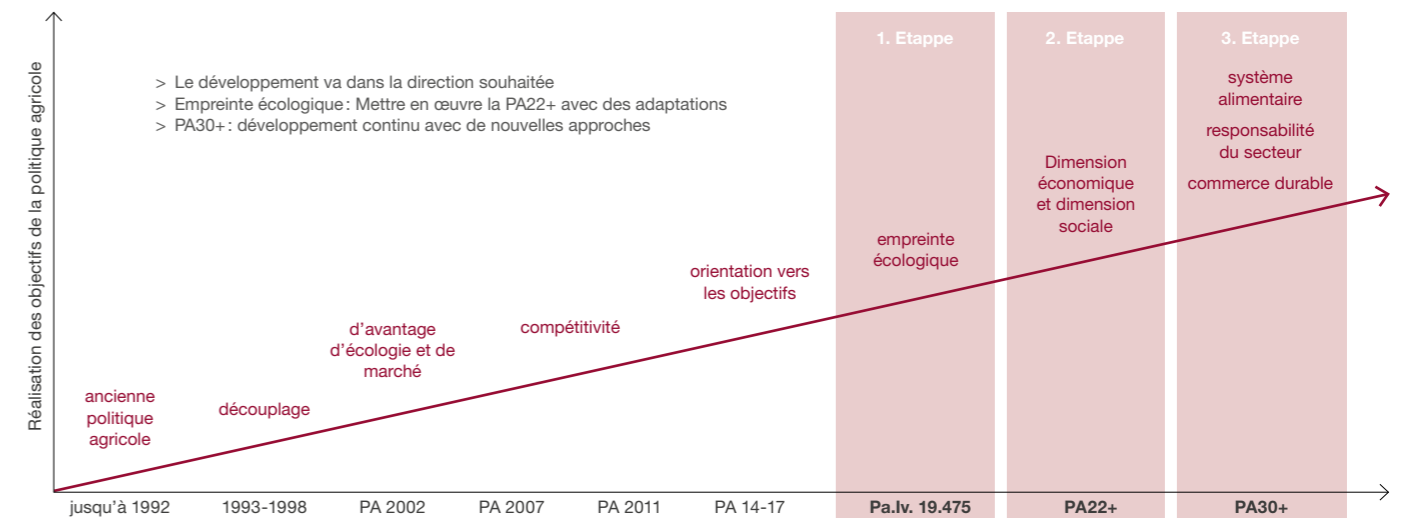 Réalisation des objectifs de la politique agricole
> Le développement va dans la direction souhaitée
> Empreinte écologique : Mettre en œuvre la PA22+ avec des adaptations
> PA30+ : développement continu avec de nouvelles approches
1. Etappe
2. Etappe
3. Etappe
ancienne
politique
agricole
découplage
d’avantage
d’écologie et de
marché
compétitivité
orientation vers
les objectifs
empreinte
écologique
Dimension
économique
et dimension
sociale
système
alimentaire
responsabilité
du secteur
commerce durable
jusqu’à 1992
1993-1998
PA 2002
PA 2007
PA 2011
PA 14-17
Pa.Iv. 19.475
PA22+
PA30+